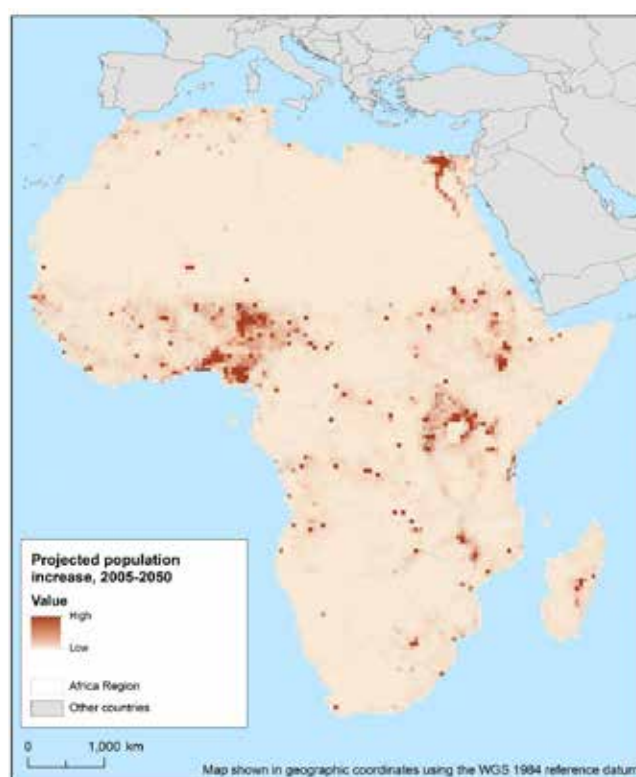 Projected population
increase, 2005-2050
Value
High
Low
Africa Region
Other countries
0 1,000 km
Map shown in geographic coordinates using the WGS 1984 reference datum